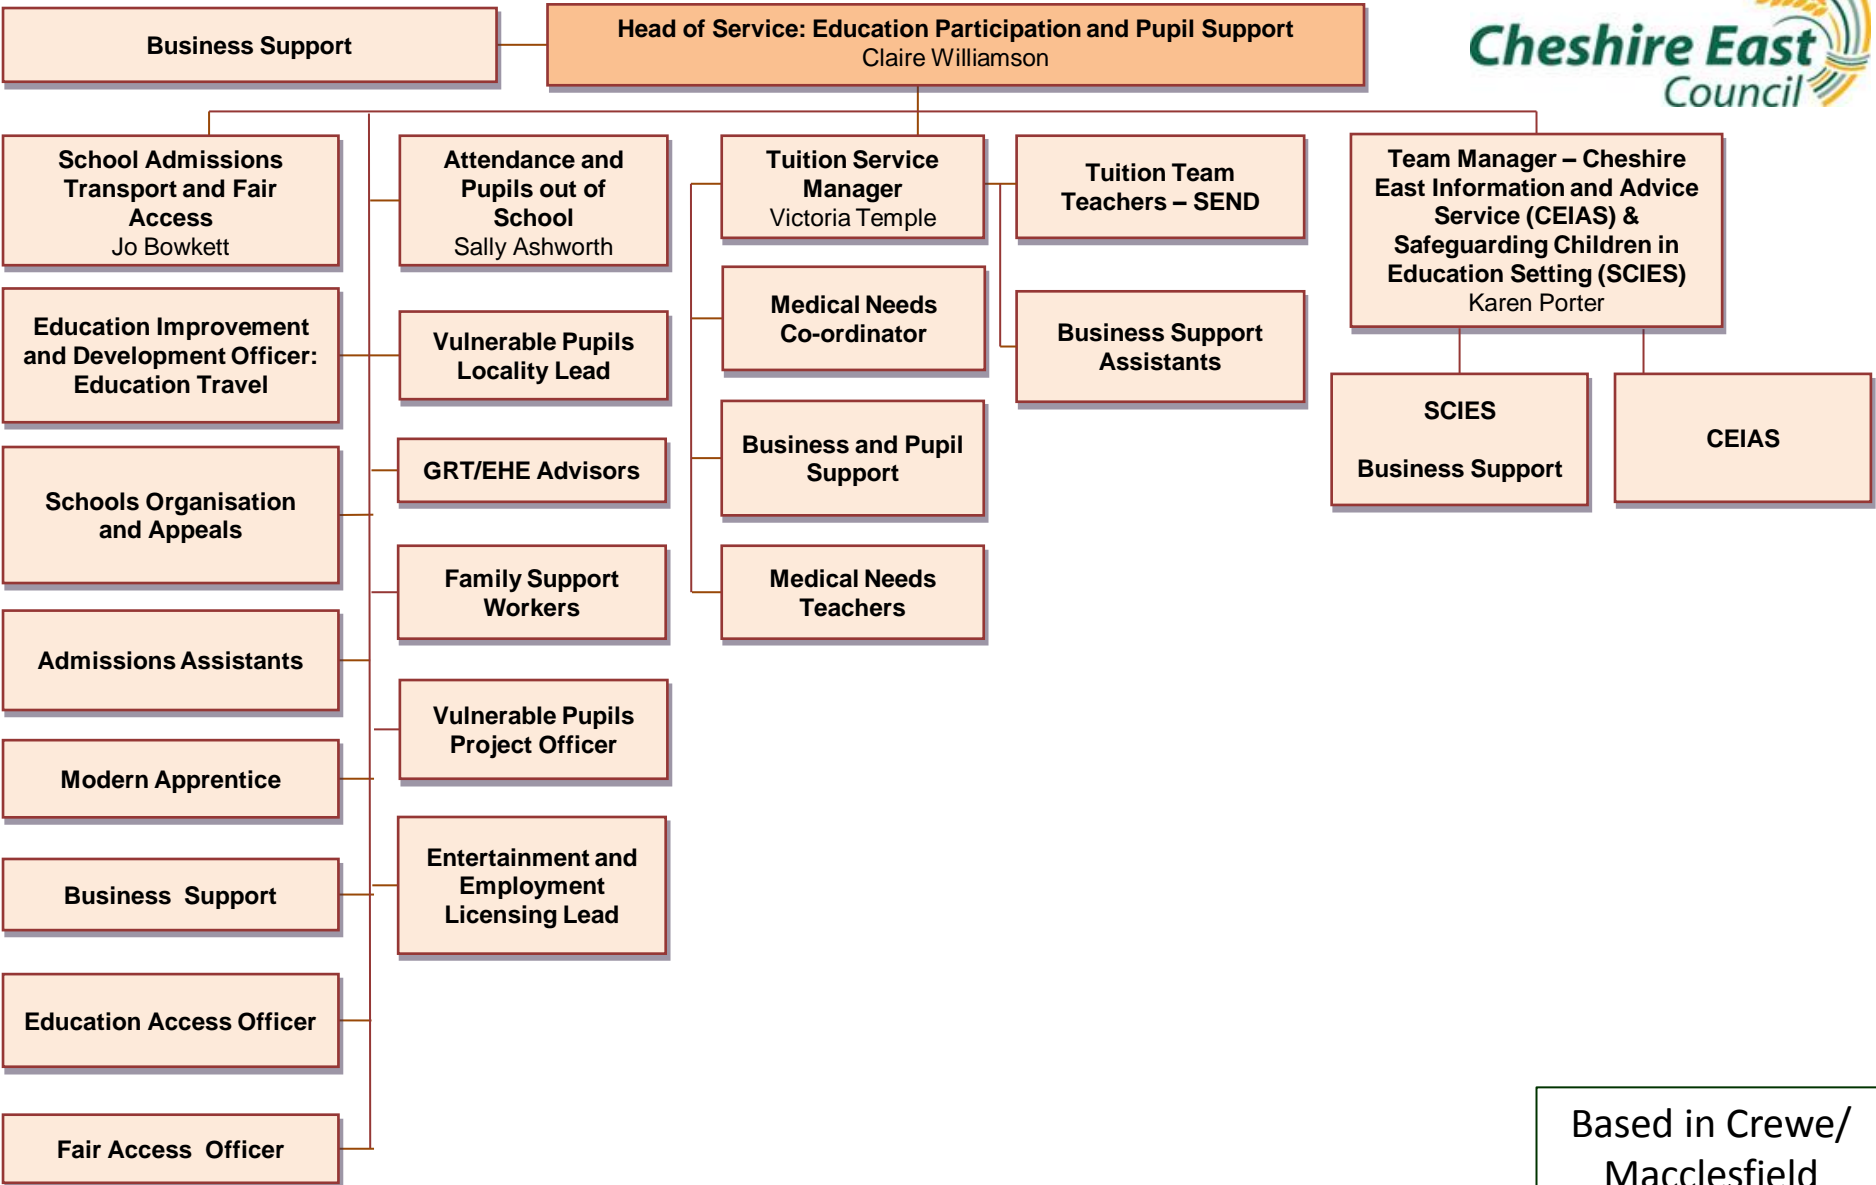 Business Support
Head of Service: Education Participation and Pupil Support
Claire Williamson
Cheshire East
Council
School Admissions
Transport and Fair
Access
Jo Bowkett
Attendance and
Pupils out of
School
Sally Ashworth
Tuition Service
Manager
Victoria Temple
Tuition Team
Teachers – SEND
Team Manager – Cheshire
East Information and Advice
Service (CEIAS) &
Safeguarding Children in
Education Setting (SCIES)
Karen Porter
Education Improvement
and Development Officer:
Education Travel
Vulnerable Pupils
Locality Lead
Medical Needs
Co-ordinator
Business Support
Assistants
SCIES
Business Support
CEIAS
Schools Organisation
and Appeals
GRT/EHE Advisors
Business and Pupil
Support
Family Support
Workers
Medical Needs
Teachers
Admissions Assistants
Vulnerable Pupils
Project Officer
Modern Apprentice
Business Support
Entertainment and
Employment
Licensing Lead
Education Access Officer
Fair Access Officer
Based in Crewe/
Macclesfield